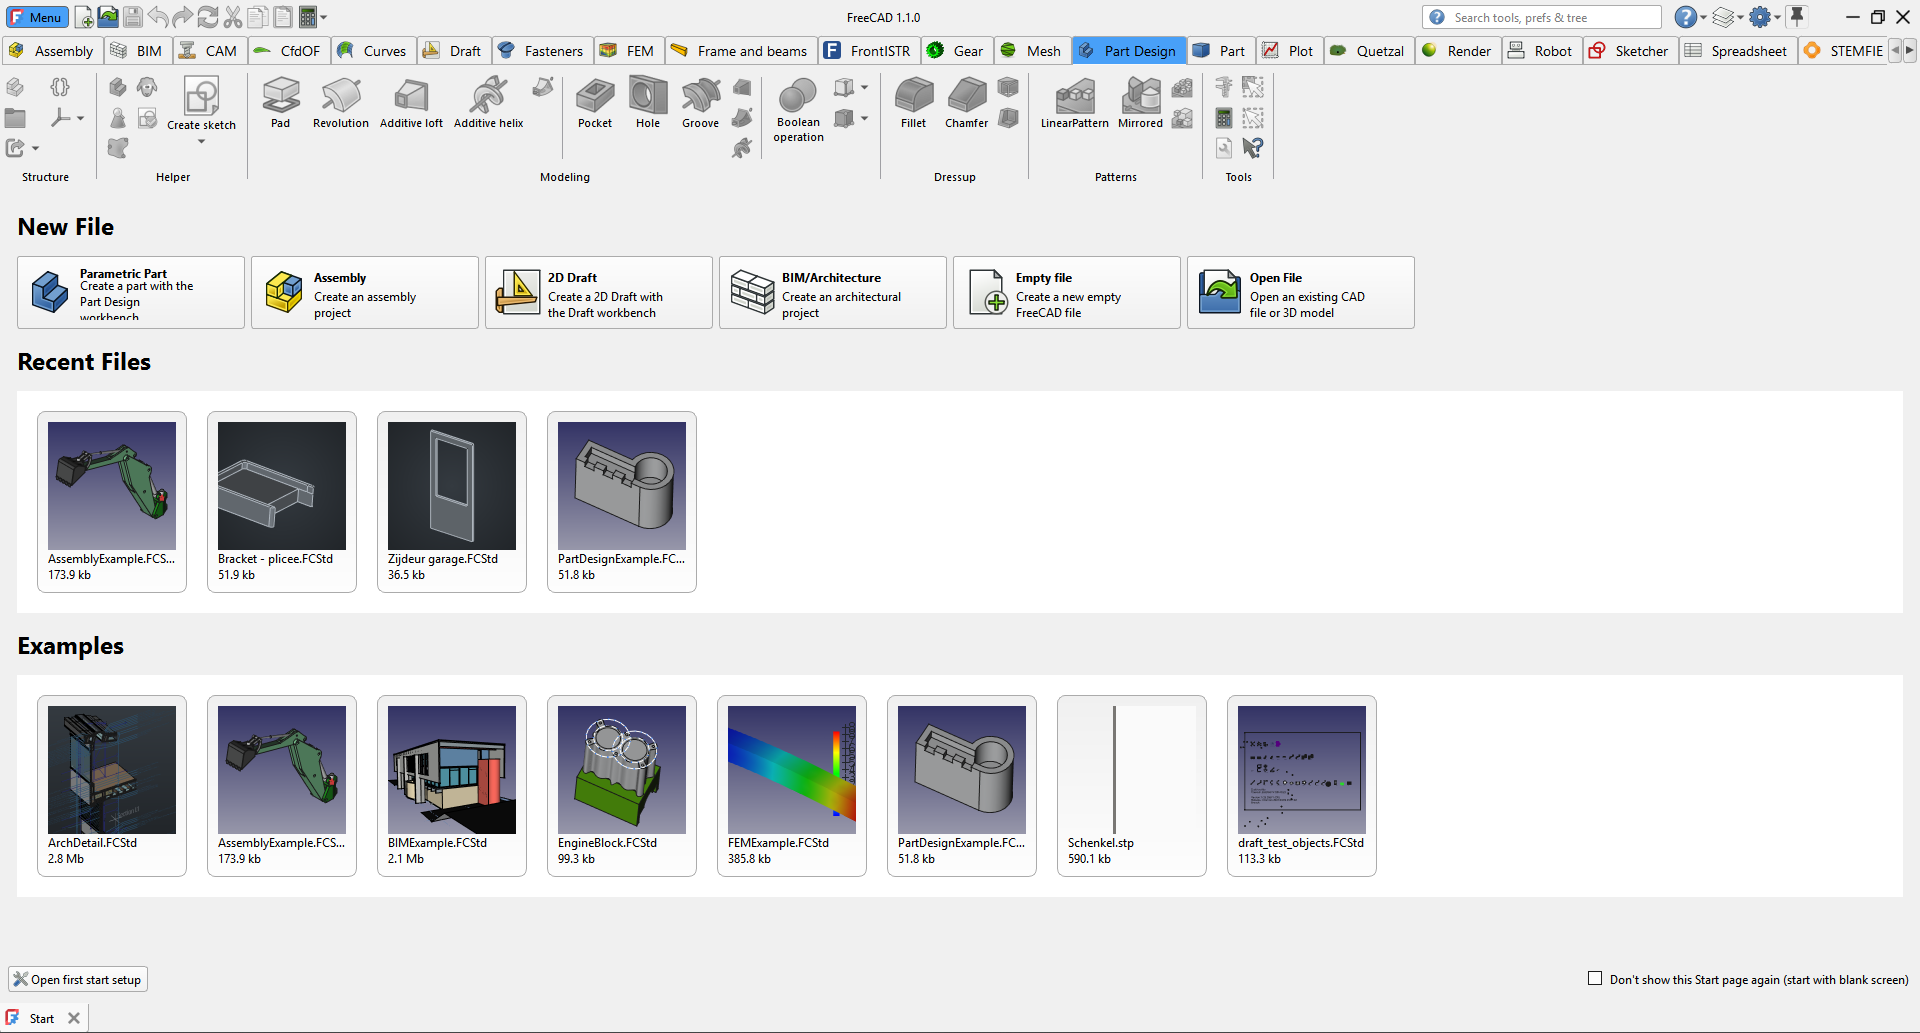 Menu
FreeCAD 1.1.0
Search tools, prefs & tree
Assembly
BIM
CAM
CfdOF
Curves
Draft
Fasteners
FEM
Frame and beams
FrontISTR
Gear
Mesh
Part Design
Part
Plot
Quetzal
Render
Robot
Sketcher
Spreadsheet
STEMFIE
Create sketch
Pad
Revolution
Additive loft
Additive helix
Pocket
Hole
Groove
Boolean
operation
Fillet
Chamfer
LinearPattern
Mirrored
Structure
Helper
Modeling
Dressup
Patterns
Tools
New File
Parametric Part
Create a part with the
Part Design
workbench
Assembly
Create an assembly
project
2D Draft
Create a 2D Draft with
the Draft workbench
BIM/Architecture
Create an architectural
project
Empty file
Create a new empty
FreeCAD file
Open File
Open an existing CAD
file or 3D model
Recent Files
AssemblyExample.FCS...
173.9 kb
Bracket - plicee.FCStd
51.9 kb
Zijdeur garage.FCStd
36.5 kb
PartDesignExample.FC...
51.8 kb
Examples
ArchDetail.FCStd
2.8 Mb
AssemblyExample.FCS...
173.9 kb
BIMExample.FCStd
2.1 Mb
EngineBlock.FCStd
99.3 kb
FEMExample.FCStd
385.8 kb
PartDesignExample.FC...
51.8 kb
Schenkel.stp
590.1 kb
draft_test_objects.FCStd
113.3 kb
Open first start setup
Don't show this Start page again (start with blank screen)
Start